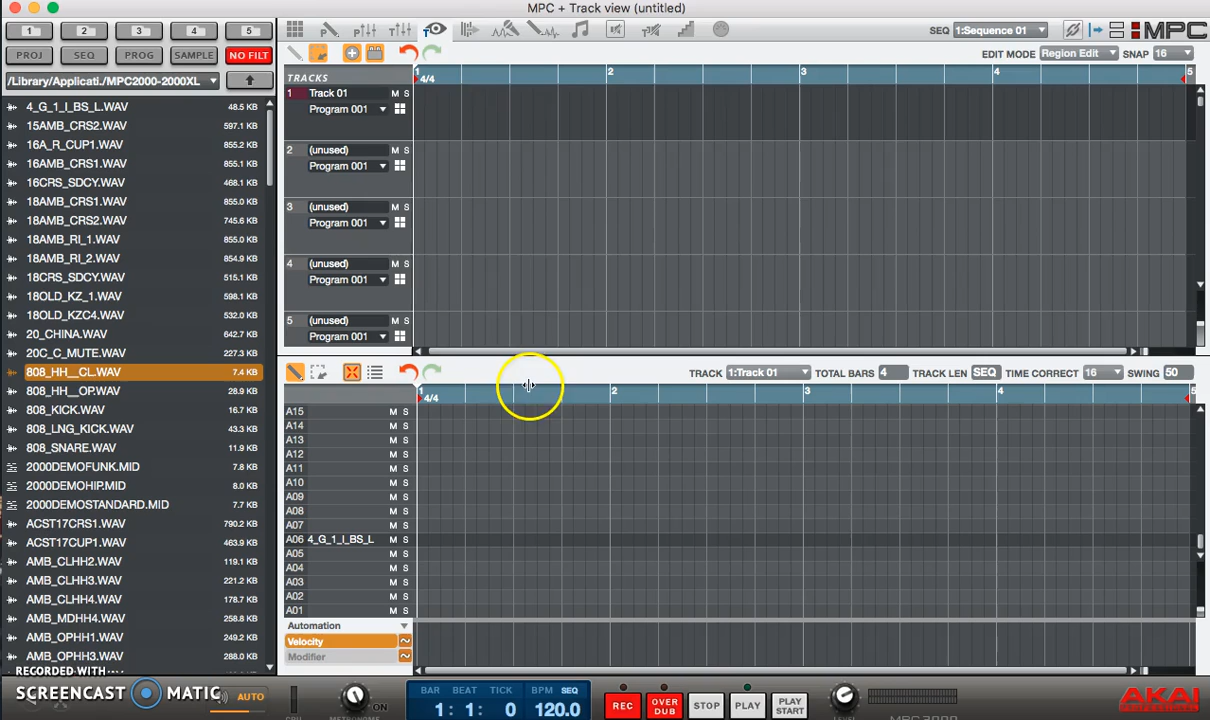 MPC + Track view (untitled)
1 2 3 4 5
PROJ SEQ PROG SAMPLE NO FILT
/Library/Applicati./MPC2000-2000XL
4_G_1_I_BS_L.WAV 48.5 KB
15AMB_CRS2.WAV 597.1 KB
16A_R_CUP1.WAV 855.2 KB
16AMB_CRS1.WAV 855.1 KB
16CRS_SDCY.WAV 468.1 KB
18AMB_CRS1.WAV 855.0 KB
18AMB_CRS2.WAV 745.6 KB
18AMB_RI_1.WAV 855.0 KB
18AMB_RI_2.WAV 854.9 KB
18CRS_SDCY.WAV 515.1 KB
18OLD_KZ_1.WAV 598.1 KB
18OLD_KZC4.WAV 532.0 KB
20_CHINA.WAV 642.7 KB
20C_C_MUTE.WAV 227.3 KB
808_HH__CL.WAV 7.4 KB
808_HH__OP.WAV 28.9 KB
808_KICK.WAV 16.7 KB
808_LNG_KICK.WAV 43.3 KB
808_SNARE.WAV 11.9 KB
2000DEMOFUNK.MID 7.8 KB
2000DEMOHIP.MID 8.0 KB
2000DEMOSTANDARD.MID 7.7 KB
ACST17CRS1.WAV 790.2 KB
ACST17CUP1.WAV 463.9 KB
AMB_CLHH2.WAV 119.1 KB
AMB_CLHH3.WAV 221.2 KB
AMB_CLHH4.WAV 178.7 KB
AMB_MDHH4.WAV 258.8 KB
AMB_OPHH1.WAV 249.2 KB
AMB_OPHH3.WAV 288.0 KB
SEQ 1:Sequence 01 MPC
EDIT MODE Region Edit SNAP 16
TRACKS 1 2 3 4 5
4/4
1 Track 01 M S
Program 001
2 (unused) M S
Program 001
3 (unused) M S
Program 001
4 (unused) M S
Program 001
5 (unused) M S
Program 001
TRACK 1:Track 01 TOTAL BARS 4 TRACK LEN SEQ TIME CORRECT 16 SWING 50
1 2 3 4 5
4/4
A15 M S
A14 M S
A13 M S
A12 M S
A11 M S
A10 M S
A09 M S
A08 M S
A07 M S
A06 4_G_1_I_BS_L M S
A05 M S
A04 M S
A03 M S
A02 M S
A01 M S
Automation
Velocity
Modifier
RECORDED WITH
SCREENCAST MATIC
AUTO
ON
BAR BEAT TICK BPM SEQ
1: 1: 0 120.0
REC OVER DUB STOP PLAY PLAY START
AKAI